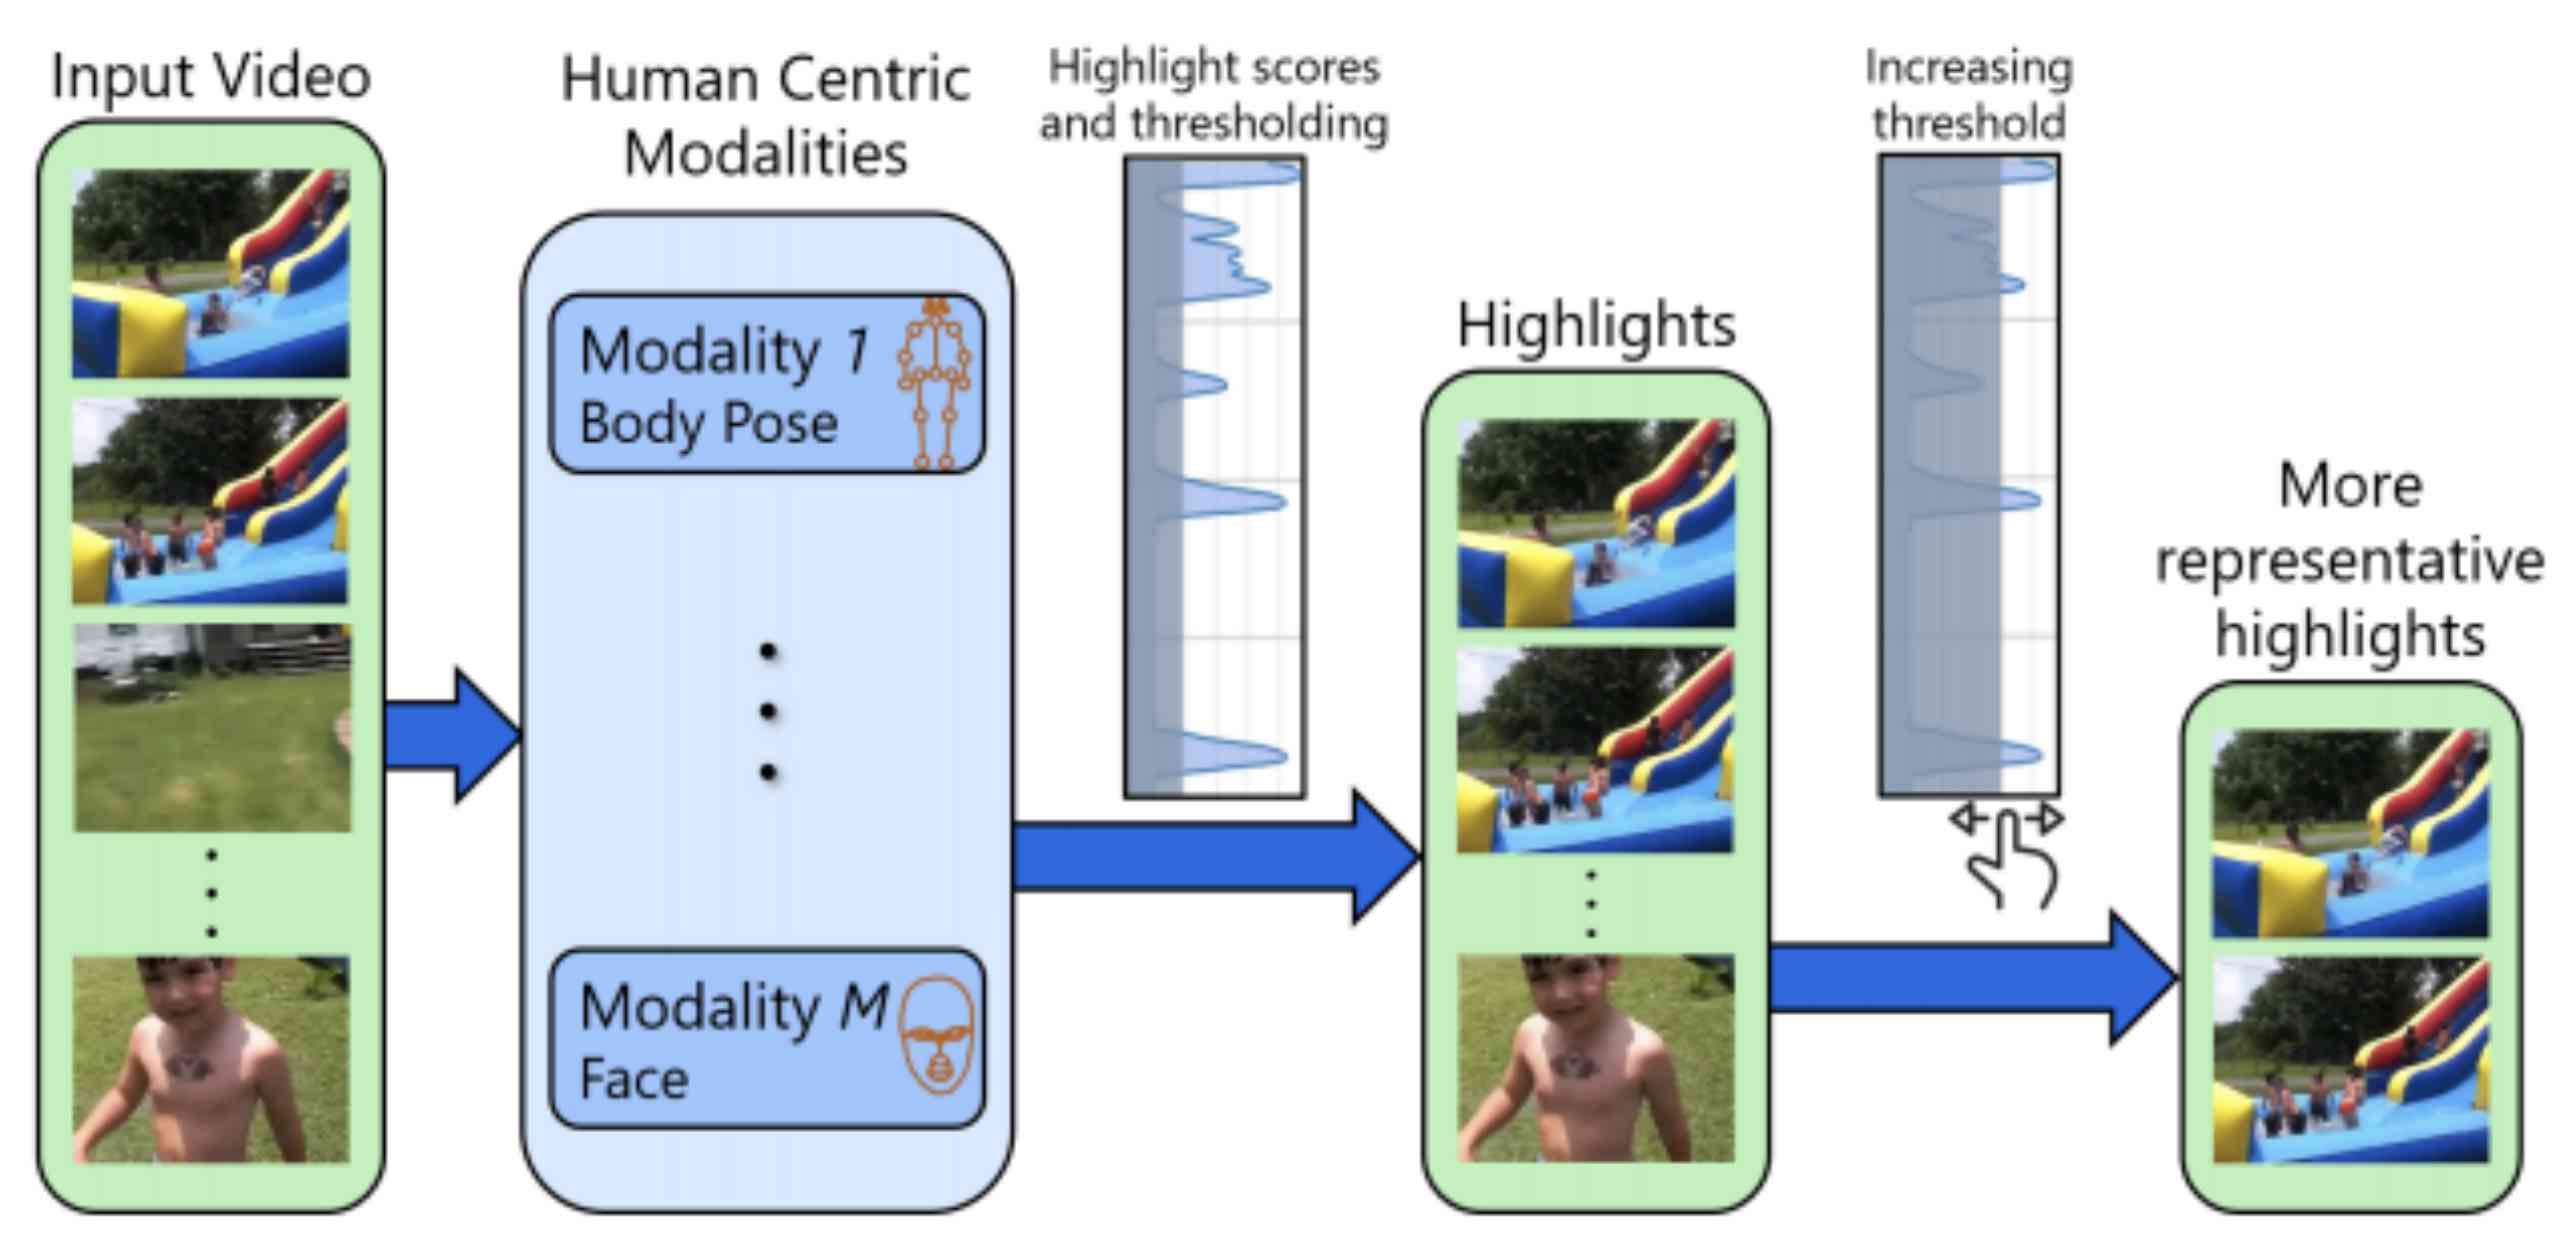 Input Video
Human Centric
Modalities
Modality 1
Body Pose
Modality M
Face
Highlight scores
and thresholding
Highlights
Increasing
threshold
More
representative
highlights